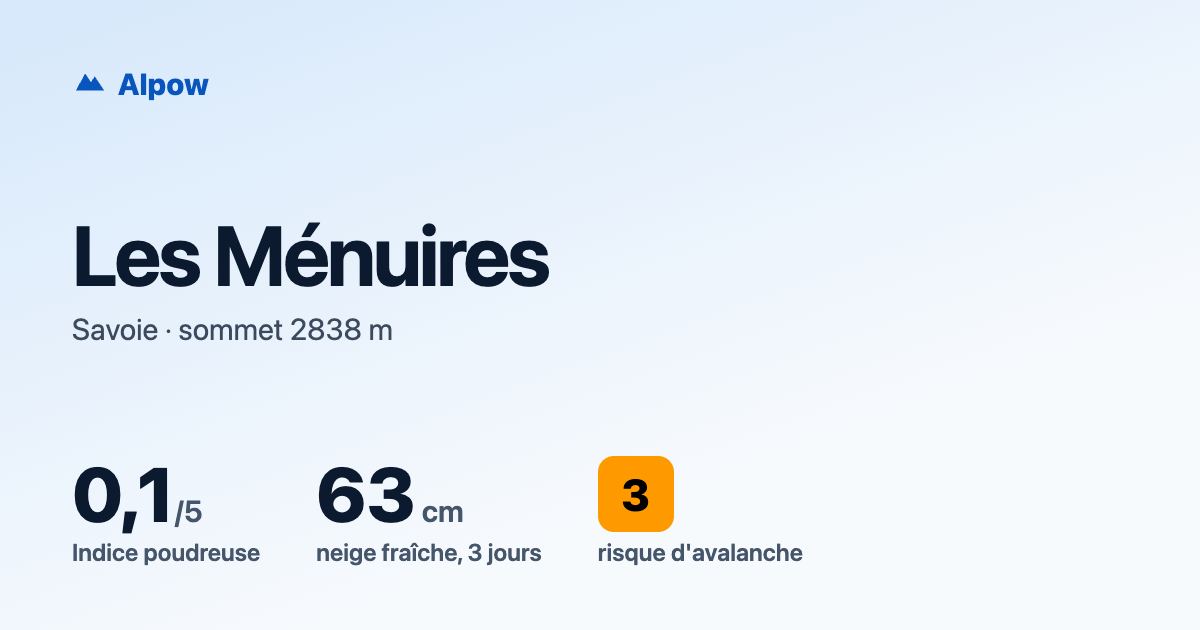 Alpow
Les Ménuires
Savoie · sommet 2838 m
0,1/5
Indice poudreuse
63 cm
neige fraîche, 3 jours
3
risque d'avalanche